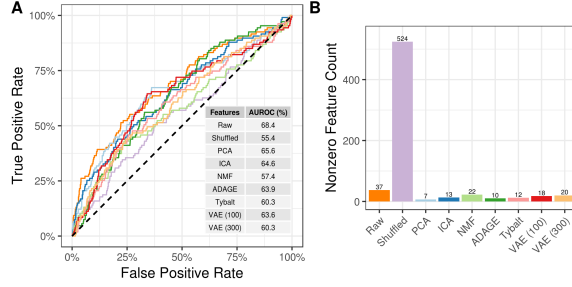 A
True Positive Rate
100%
75%
50%
25%
0%
Features AUROC (%)
Raw 68.4
Shuffled 55.4
PCA 65.6
ICA 64.6
NMF 57.4
ADAGE 63.9
Tybalt 60.3
VAE (100) 63.6
VAE (300) 60.3
0% 25% 50% 75% 100%
False Positive Rate
B
Nonzero Feature Count
400
200
0
37 524 7 13 22 10 12 18 20
Raw
Shuffled
PCA
ICA
NMF
ADAGE
Tybalt
VAE (100)
VAE (300)